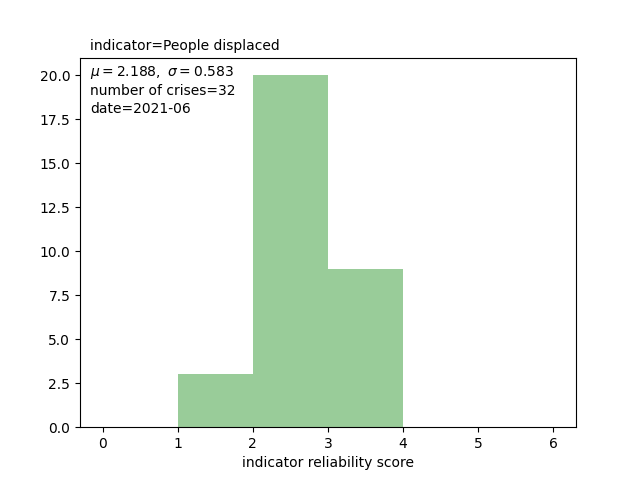 indicator=People displaced
μ = 2.188, σ = 0.583
number of crises=32
date=2021-06
20.0
17.5
15.0
12.5
10.0
7.5
5.0
2.5
0.0
0 1 2 3 4 5 6
indicator reliability score